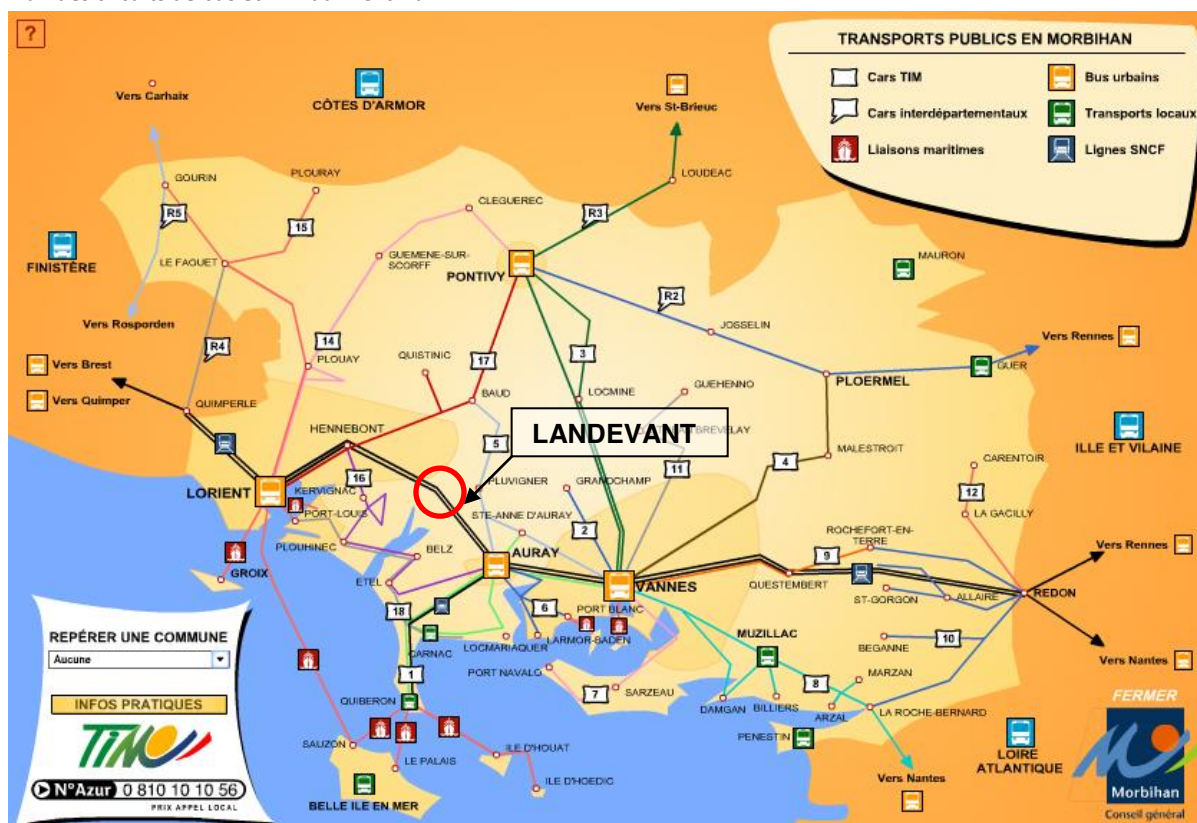 ?
TRANSPORTS PUBLICS EN MORBIHAN
Cars TIM
Bus urbains
Cars interdépartementaux
Transports locaux
Liaisons maritimes
Lignes SNCF
Vers Carhaix
CÔTES D'ARMOR
Vers St-Brieuc
GOURIN
PLOURAY
LOUDEAC
R5
15
CLEGUEREC
R3
FINISTÈRE
LE FAOUET
GUEMENE-SUR-
SCORFF
PONTIVY
MAURON
R2
Vers Rosporden
JOSSELIN
Vers Rennes
R4
14
PLOUAY
QUISTINIC
17
3
GUER
Vers Brest
PLOERMEL
Vers Quimper
BAUD
LOCMINE
GUEHENNO
QUIMPERLE
HENNEBONT
LANDEVANT
BREVELAY
ILLE ET VILAINE
5
MALESTROIT
4
11
CARENTOIR
16
LORIENT
KERVIGNAC
PLUVIGNER
GRANDCHAMP
12
PORT-LOUIS
STE-ANNE D'AURAY
LA GACILLY
2
ROCHEFORT-EN-
TERRE
PLOUHINEC
BELZ
AURAY
9
Vers Rennes
GROIX
ETEL
VANNES
QUESTEMBERT
REDON
18
6
PORT BLANC
ST-GORGON
ALLAIRE
REPÉRER UNE COMMUNE
CARNAC
LOCMARIAQUER
LARMOR-BADEN
MUZILLAC
BEGANNE
10
Aucune
1
PORT NAVALO
MARZAN
Vers Nantes
7
SARZEAU
8
INFOS PRATIQUES
QUIBERON
DAMGAN
BILLIERS
ARZAL
LA ROCHE-BERNARD
FERMER
TIM
SAUZON
PENESTIN
LE PALAIS
ILE D'HOUAT
LOIRE
ATLANTIQUE
N°Azur 0 810 10 10 56
ILE D'HOEDIC
Vers Nantes
Morbihan
PRIX APPEL LOCAL
BELLE ILE EN MER
Conseil général